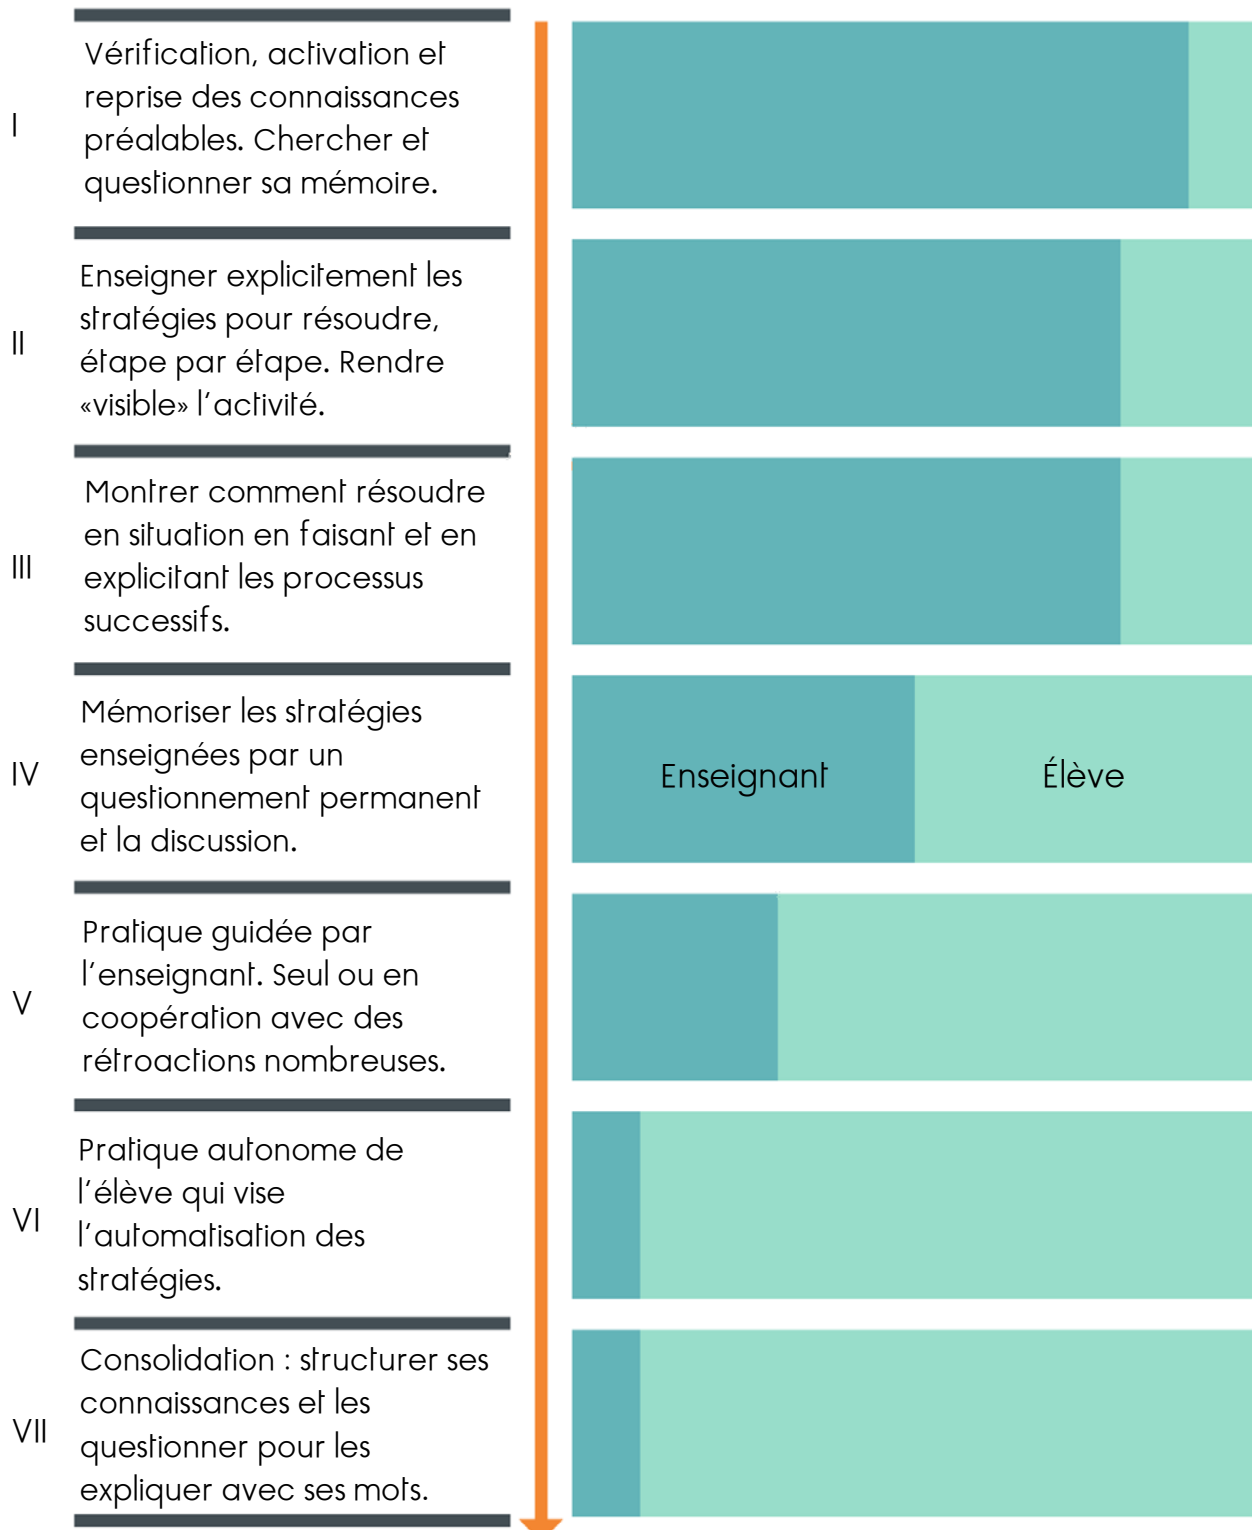 I
Vérification, activation et
reprise des connaissances
préalables. Chercher et
questionner sa mémoire.
II
Enseigner explicitement les
stratégies pour résoudre,
étape par étape. Rendre
«visible» l'activité.
III
Montrer comment résoudre
en situation en faisant et en
explicitant les processus
successifs.
IV
Mémoriser les stratégies
enseignées par un
questionnement permanent
et la discussion.
Enseignant
Élève
V
Pratique guidée par
l'enseignant. Seul ou en
coopération avec des
rétroactions nombreuses.
VI
Pratique autonome de
l'élève qui vise
l'automatisation des
stratégies.
VII
Consolidation : structurer ses
connaissances et les
questionner pour les
expliquer avec ses mots.